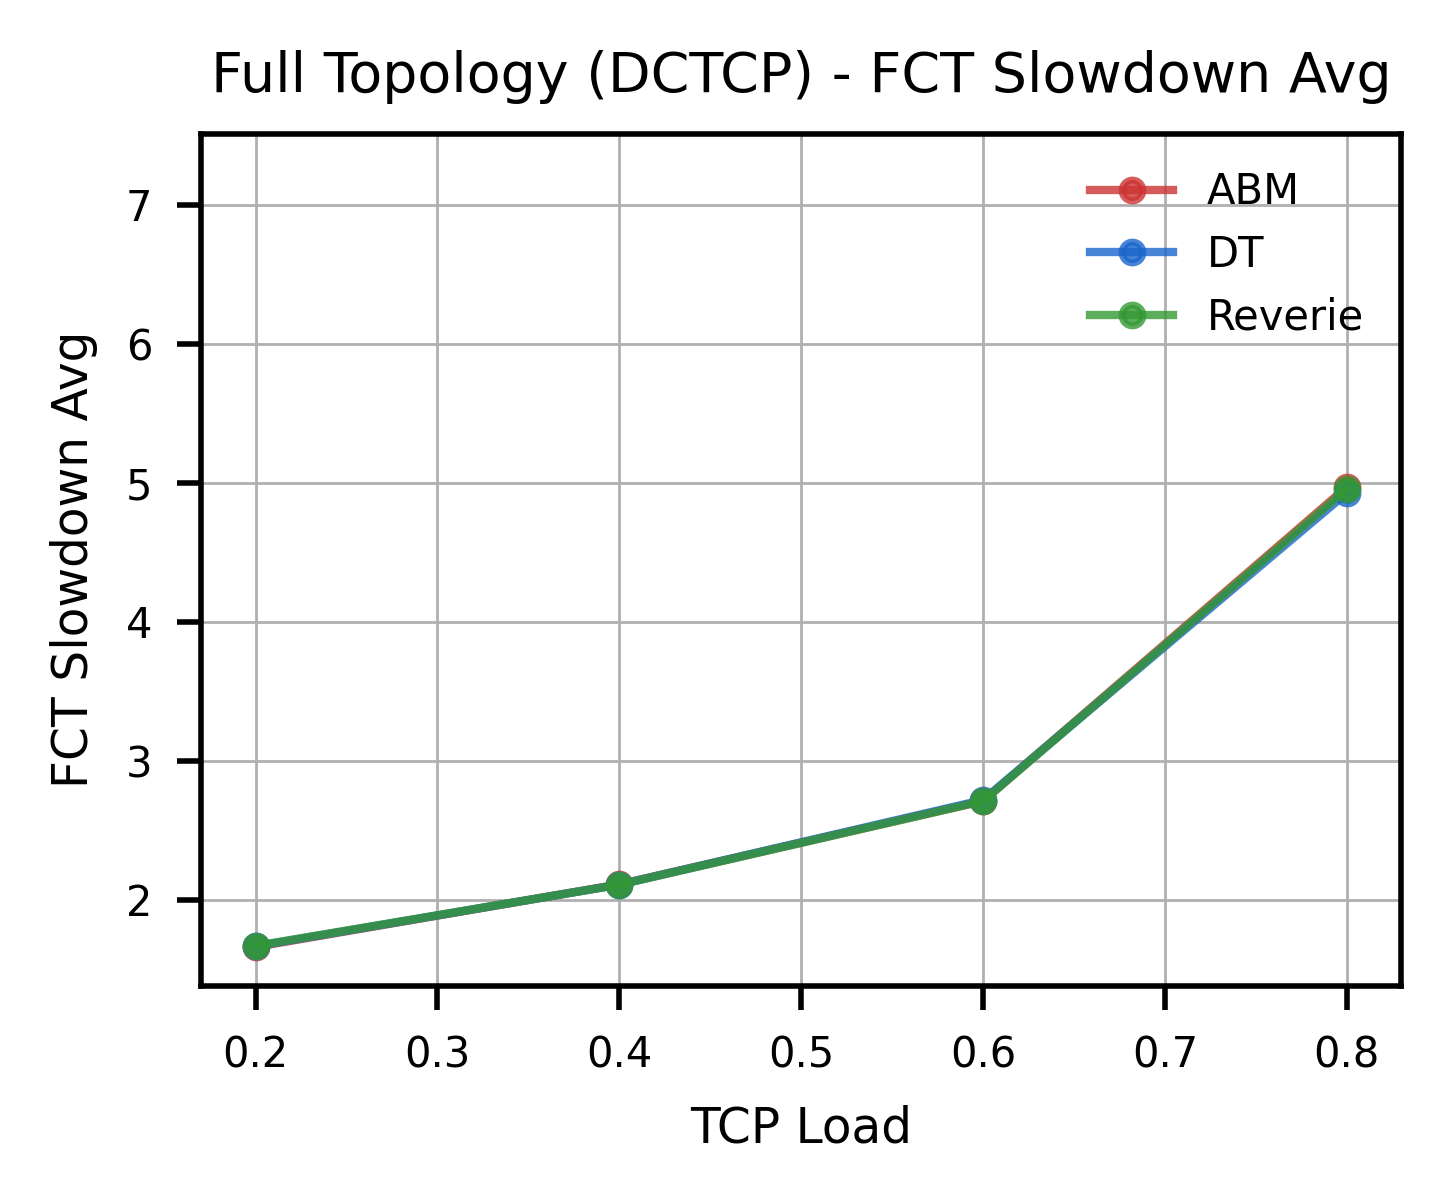 Full Topology (DCTCP) - FCT Slowdown Avg
ABM
DT
Reverie
FCT Slowdown Avg
7
6
5
4
3
2
0.2 0.3 0.4 0.5 0.6 0.7 0.8
TCP Load